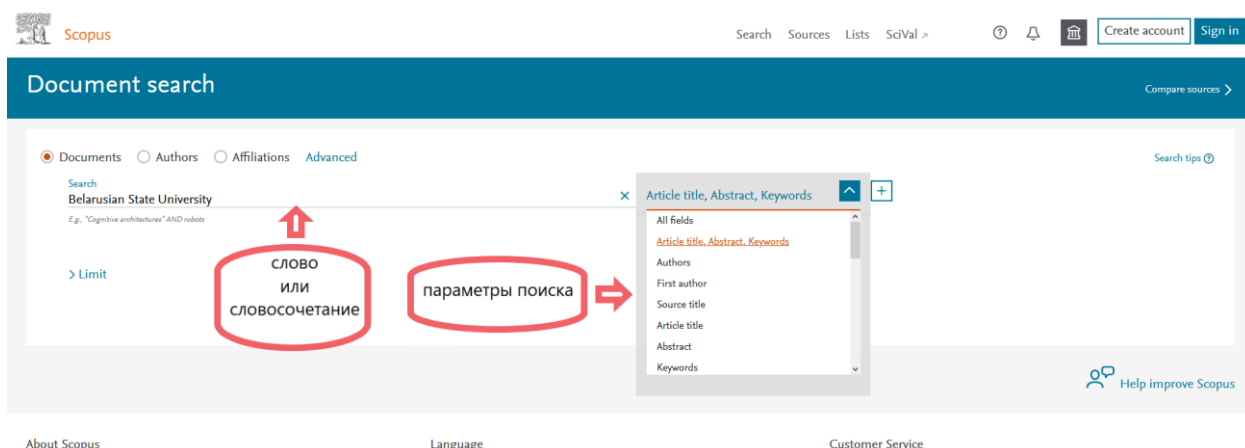 Scopus
Search Sources Lists SciVal ↗
Create account Sign in
Document search
Compare sources
Documents Authors Affiliations Advanced
Search tips
Search
Belarusian State University
E.g., "Cognitive architectures" AND robots
Article title, Abstract, Keywords
All fields
Article title, Abstract, Keywords
Authors
First author
Source title
Article title
Abstract
Keywords
> Limit
слово
или
словосочетание
параметры поиска
Help improve Scopus
About Scopus Language Customer Service